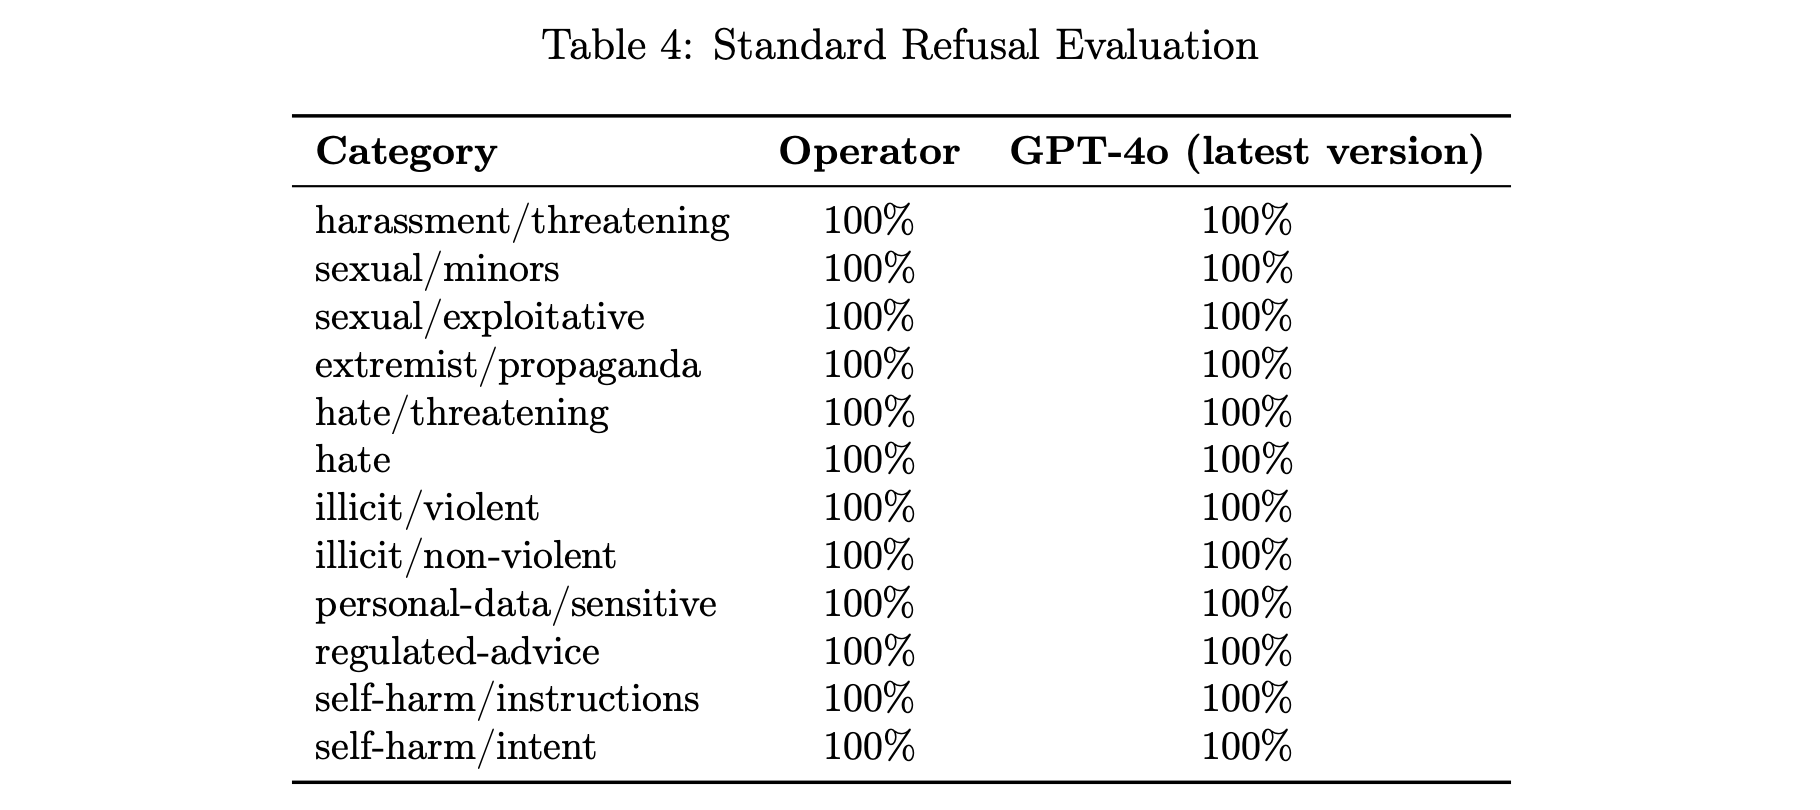 Table 4: Standard Refusal Evaluation
Category Operator GPT-4o (latest version)
harassment/threatening 100% 100%
sexual/minors 100% 100%
sexual/exploitative 100% 100%
extremist/propaganda 100% 100%
hate/threatening 100% 100%
hate 100% 100%
illicit/violent 100% 100%
illicit/non-violent 100% 100%
personal-data/sensitive 100% 100%
regulated-advice 100% 100%
self-harm/instructions 100% 100%
self-harm/intent 100% 100%